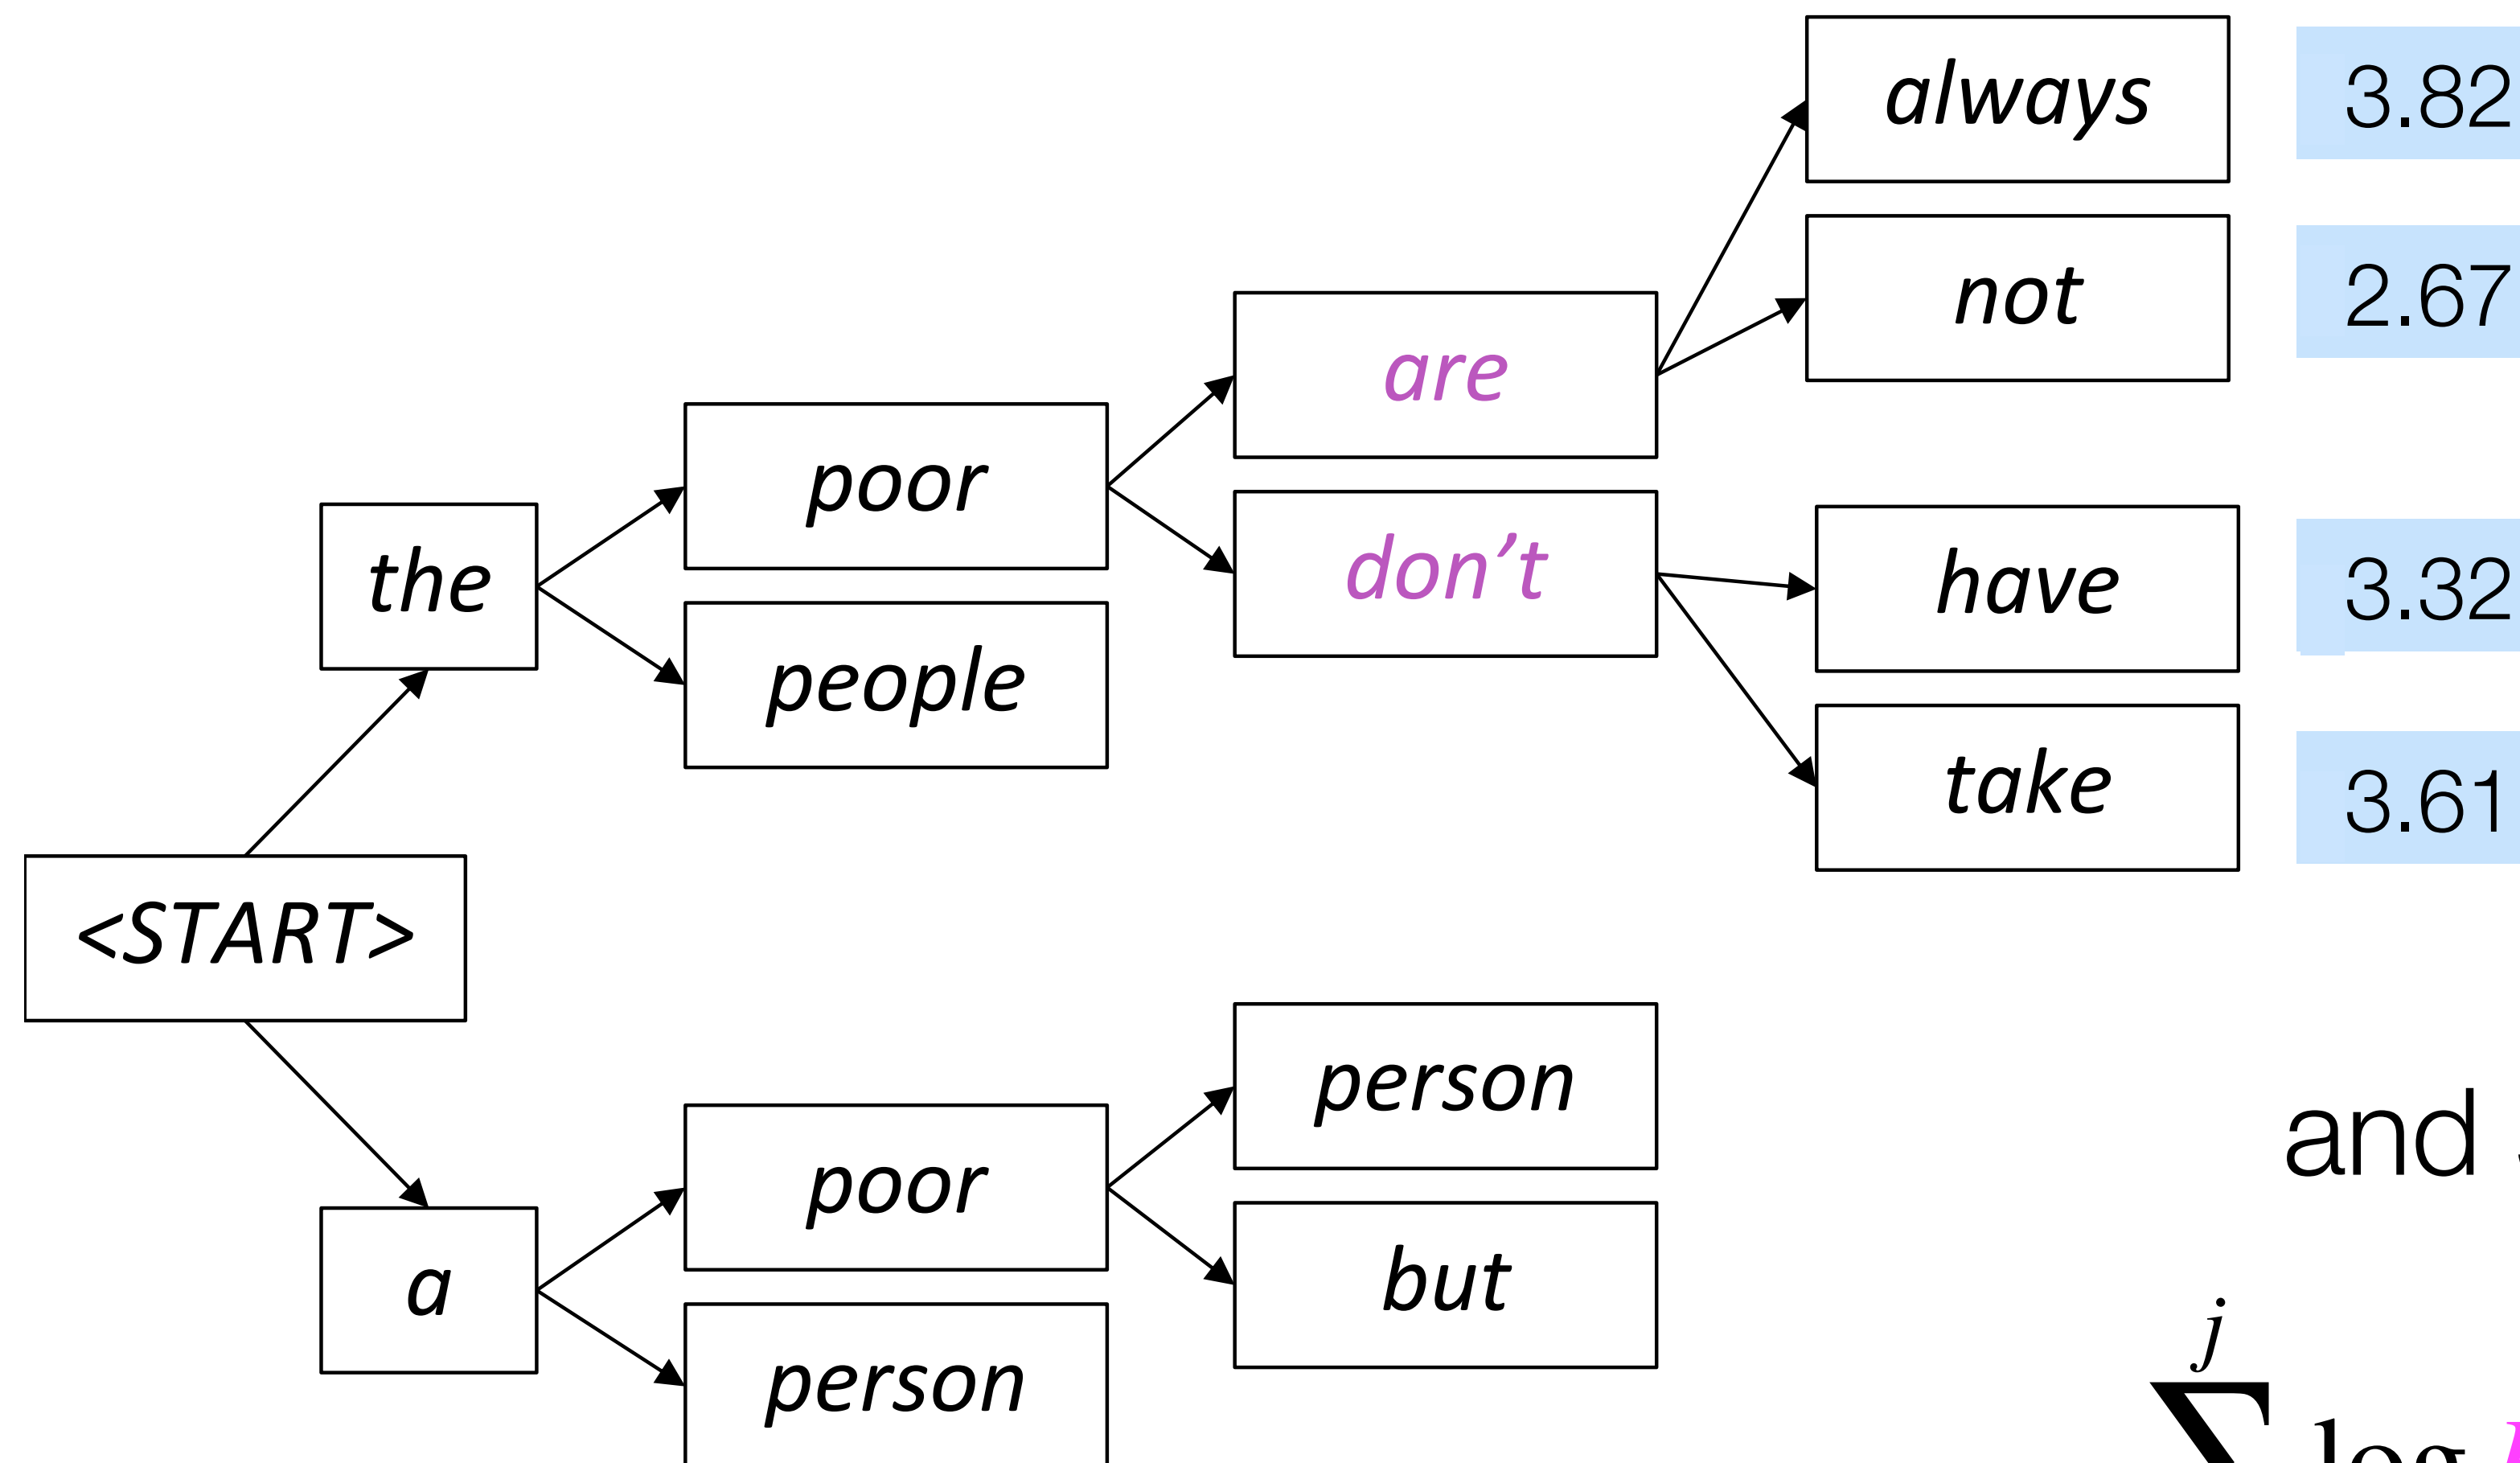 always 3.82
not 2.67
are
poor
the
don’t
have 3.32
people
take 3.61
<START>
person
and
poor
but
a
j
person
∑ log